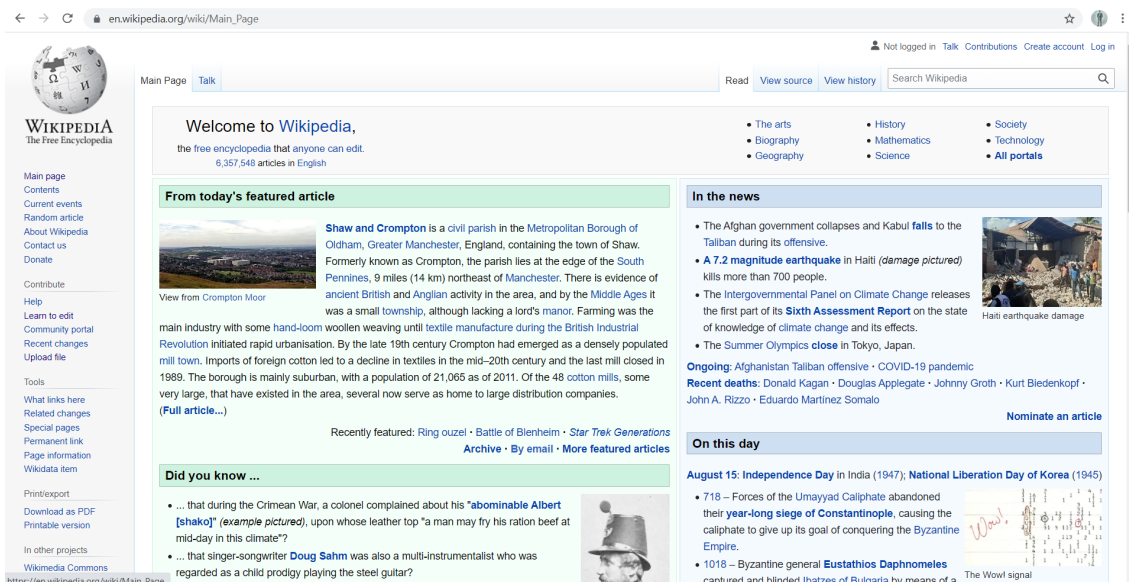 en.wikipedia.org/wiki/Main_Page
Not logged in Talk Contributions Create account Log in
Main Page Talk
Read View source View history Search Wikipedia
WIKIPEDIA
The Free Encyclopedia
Main page
Contents
Current events
Random article
About Wikipedia
Contact us
Donate
Contribute
Help
Learn to edit
Community portal
Recent changes
Upload file
Tools
What links here
Related changes
Special pages
Permanent link
Page information
Wikidata item
Print/export
Download as PDF
Printable version
In other projects
Wikimedia Commons
https://en.wikipedia.org/wiki/Main_Page
Welcome to Wikipedia,
the free encyclopedia that anyone can edit.
6,357,548 articles in English
• The arts
• Biography
• Geography
• History
• Mathematics
• Science
• Society
• Technology
• All portals
From today's featured article
View from Crompton Moor
Shaw and Crompton is a civil parish in the Metropolitan Borough of
Oldham, Greater Manchester, England, containing the town of Shaw.
Formerly known as Crompton, the parish lies at the edge of the South
Pennines, 9 miles (14 km) northeast of Manchester. There is evidence of
ancient British and Anglian activity in the area, and by the Middle Ages it
was a small township, although lacking a lord's manor. Farming was the
main industry with some hand-loom woollen weaving until textile manufacture during the British Industrial
Revolution initiated rapid urbanisation. By the late 19th century Crompton had emerged as a densely populated
mill town. Imports of foreign cotton led to a decline in textiles in the mid–20th century and the last mill closed in
1989. The borough is mainly suburban, with a population of 21,065 as of 2011. Of the 48 cotton mills, some
very large, that have existed in the area, several now serve as home to large distribution companies.
(Full article...)
Recently featured: Ring ouzel • Battle of Blenheim • Star Trek Generations
Archive • By email • More featured articles
Did you know ...
• ... that during the Crimean War, a colonel complained about his "abominable Albert
[shako]" (example pictured), upon whose leather top "a man may fry his ration beef at
mid-day in this climate"?
• ... that singer-songwriter Doug Sahm was also a multi-instrumentalist who was
regarded as a child prodigy playing the steel guitar?
In the news
• The Afghan government collapses and Kabul falls to the
Taliban during its offensive.
• A 7.2 magnitude earthquake in Haiti (damage pictured)
kills more than 700 people.
• The Intergovernmental Panel on Climate Change releases
the first part of its Sixth Assessment Report on the state
of knowledge of climate change and its effects.
• The Summer Olympics close in Tokyo, Japan.
Haiti earthquake damage
Ongoing: Afghanistan Taliban offensive • COVID-19 pandemic
Recent deaths: Donald Kagan • Douglas Applegate • Johnny Groth • Kurt Biedenkopf •
John A. Rizzo • Eduardo Martínez Somalo
Nominate an article
On this day
August 15: Independence Day in India (1947); National Liberation Day of Korea (1945)
• 718 – Forces of the Umayyad Caliphate abandoned
their year-long siege of Constantinople, causing the
caliphate to give up its goal of conquering the Byzantine
Empire.
• 1018 – Byzantine general Eustathios Daphnomeles
captured and blinded Ibatzes of Bulgaria by means of a
Wow!
The Wow! signal